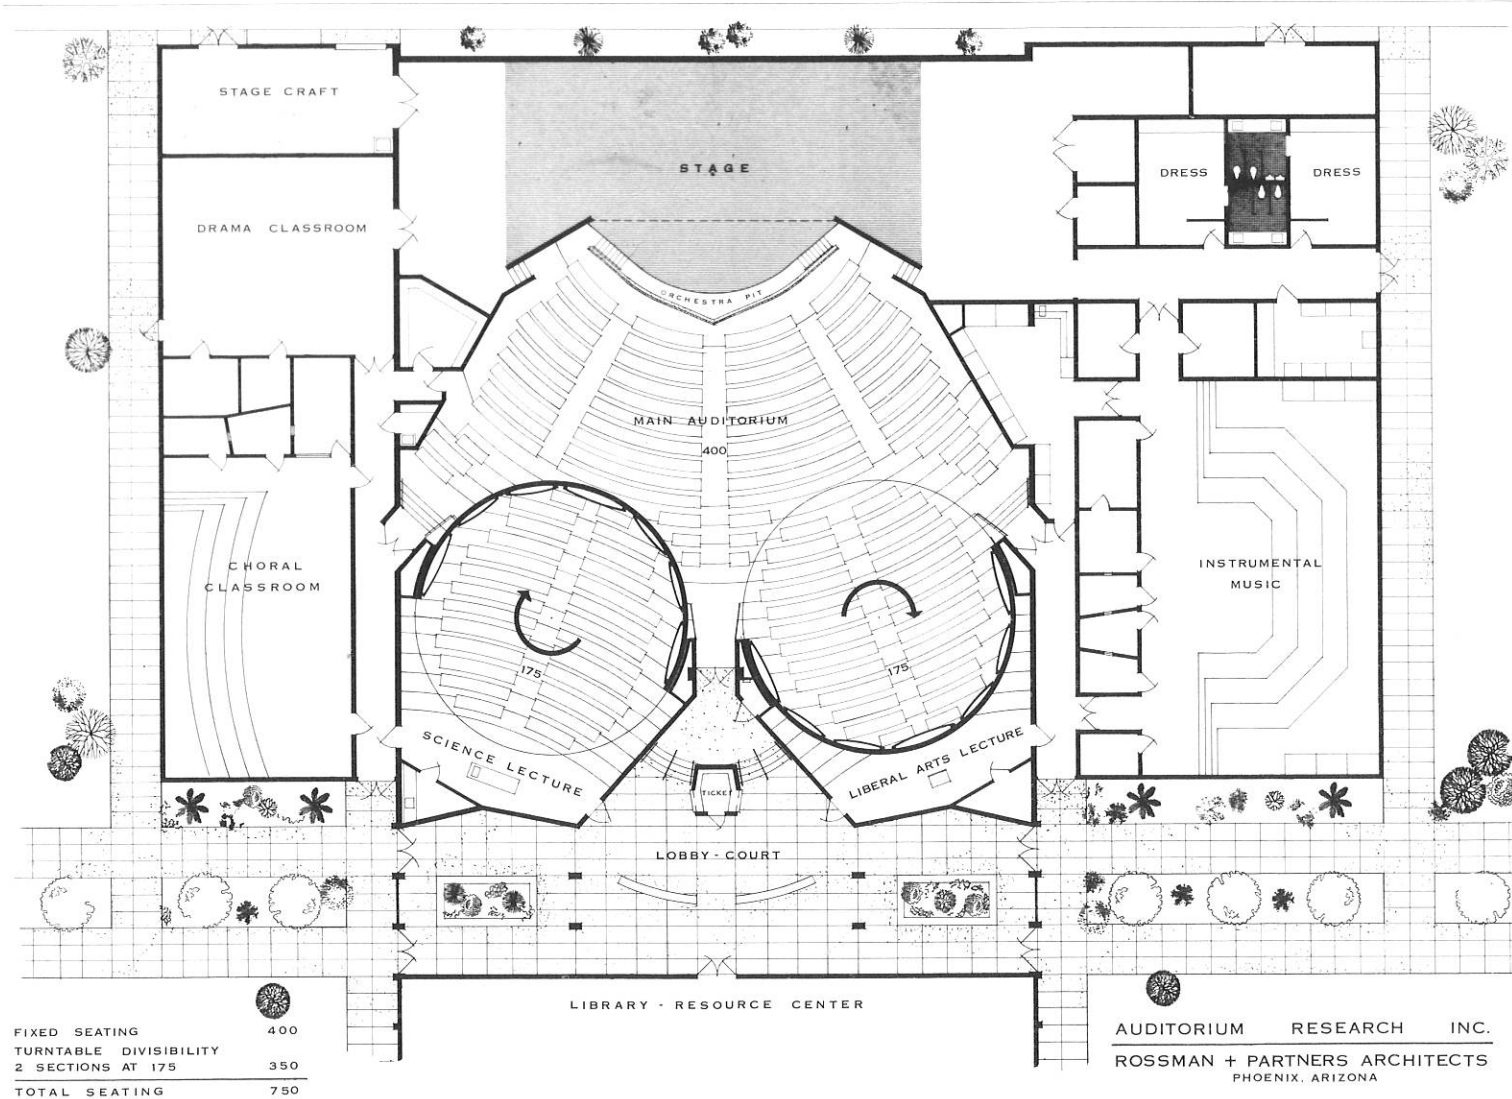 STAGE CRAFT
STAGE
DRESS
DRESS
DRAMA CLASSROOM
ORCHESTRA PIT
MAIN AUDITORIUM
400
CHORAL
CLASSROOM
INSTRUMENTAL
MUSIC
175
175
SCIENCE LECTURE
LIBERAL ARTS LECTURE
TICKET
LOBBY-COURT
LIBRARY - RESOURCE CENTER
FIXED SEATING 400
TURNTABLE DIVISIBILITY
2 SECTIONS AT 175 350
TOTAL SEATING 750
AUDITORIUM RESEARCH INC.
ROSSMAN + PARTNERS ARCHITECTS
PHOENIX, ARIZONA